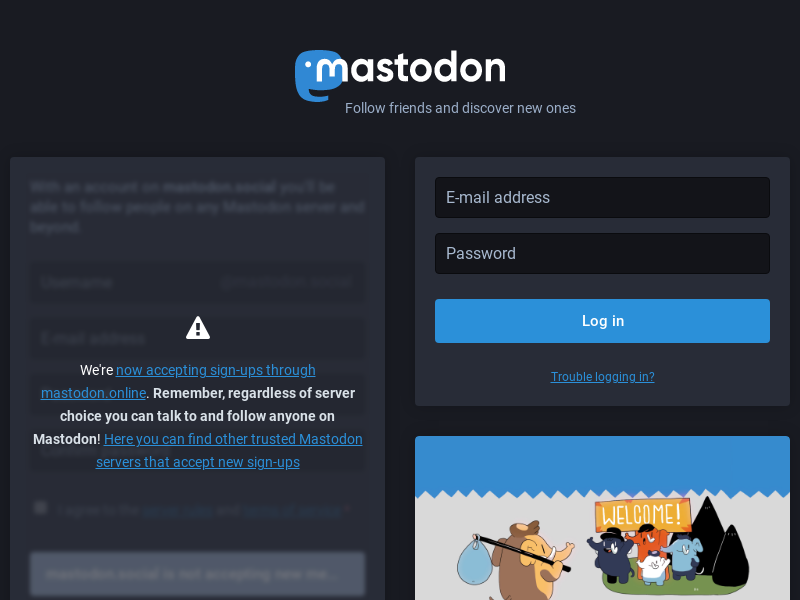 mastodon
Follow friends and discover new ones
With an account on mastodon.social you'll be
able to follow people on any Mastodon server and
beyond.
Username @mastodon.social
E-mail address
We're now accepting sign-ups through
mastodon.online. Remember, regardless of server
choice you can talk to and follow anyone on
Mastodon! Here you can find other trusted Mastodon
servers that accept new sign-ups
I agree to the server rules and terms of service *
mastodon.social is not accepting new me...
E-mail address
Password
Log in
Trouble logging in?
WELCOME!